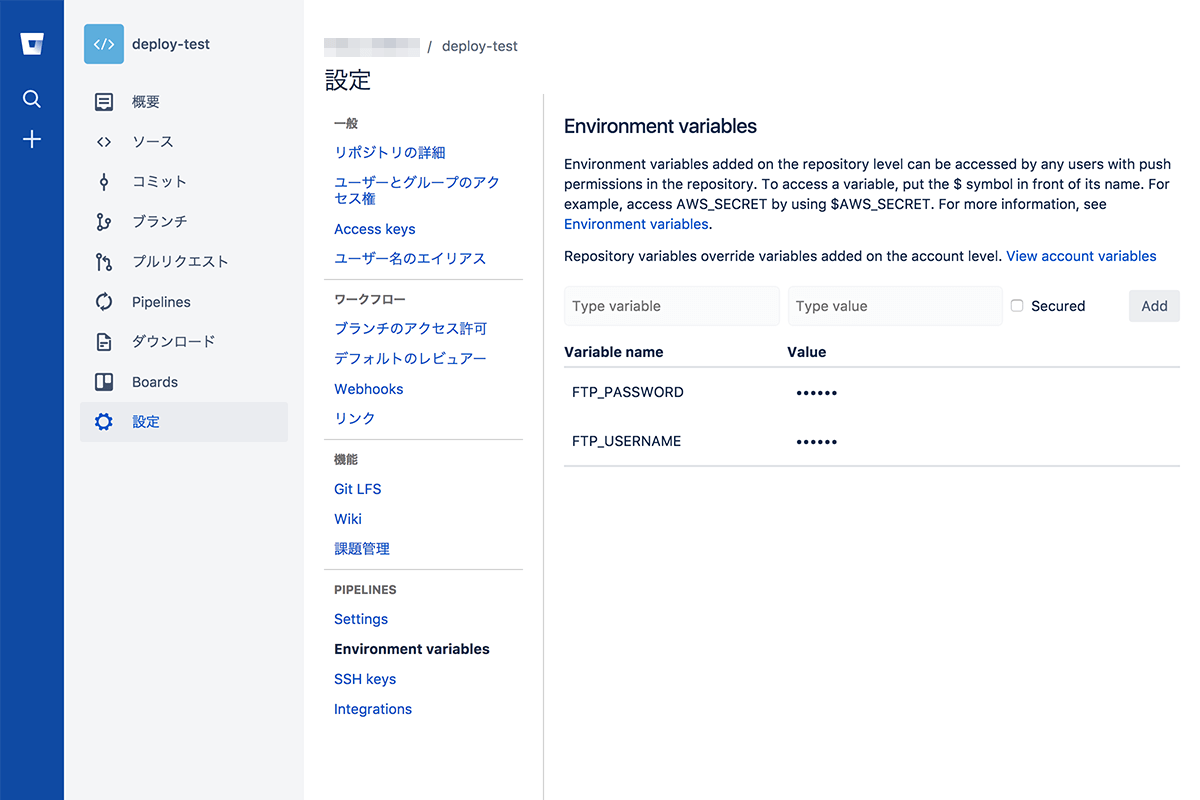 deploy-test
概要
ソース
コミット
ブランチ
プルリクエスト
Pipelines
ダウンロード
Boards
設定
/ deploy-test
設定
一般
リポジトリの詳細
ユーザーとグループのアク
セス権
Access keys
ユーザー名のエイリアス
ワークフロー
ブランチのアクセス許可
デフォルトのレビュアー
Webhooks
リンク
機能
Git LFS
Wiki
課題管理
PIPELINES
Settings
Environment variables
SSH keys
Integrations
Environment variables
Environment variables added on the repository level can be accessed by any users with push
permissions in the repository. To access a variable, put the $ symbol in front of its name. For
example, access AWS_SECRET by using $AWS_SECRET. For more information, see
Environment variables.
Repository variables override variables added on the account level. View account variables
Type variable Type value Secured Add
Variable name Value
FTP_PASSWORD ••••••
FTP_USERNAME ••••••